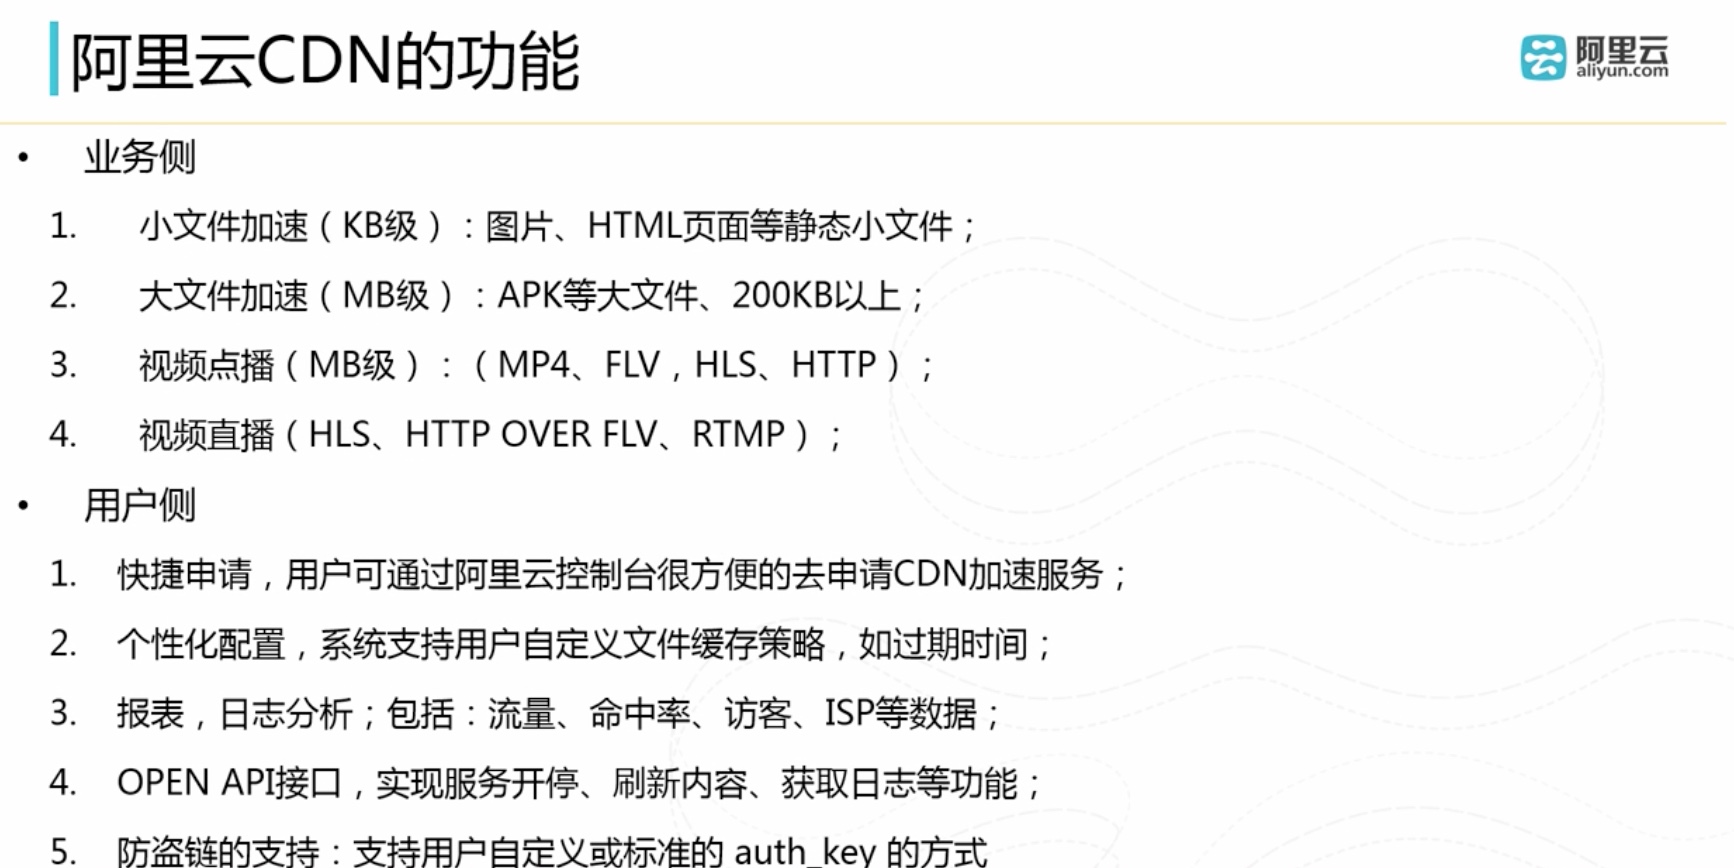 阿里云CDN的功能
阿里云
aliyun.com
• 业务侧
1. 小文件加速（KB级）：图片、HTML页面等静态小文件；
2. 大文件加速（MB级）：APK等大文件、200KB以上；
3. 视频点播（MB级）：（MP4、FLV，HLS、HTTP）；
4. 视频直播（HLS、HTTP OVER FLV、RTMP）；
• 用户侧
1. 快捷申请，用户可通过阿里云控制台很方便的去申请CDN加速服务；
2. 个性化配置，系统支持用户自定义文件缓存策略，如过期时间；
3. 报表，日志分析；包括：流量、命中率、访客、ISP等数据；
4. OPEN API接口，实现服务开停、刷新内容、获取日志等功能；
5. 防盗链的支持：支持用户自定义或标准的 auth_key 的方式